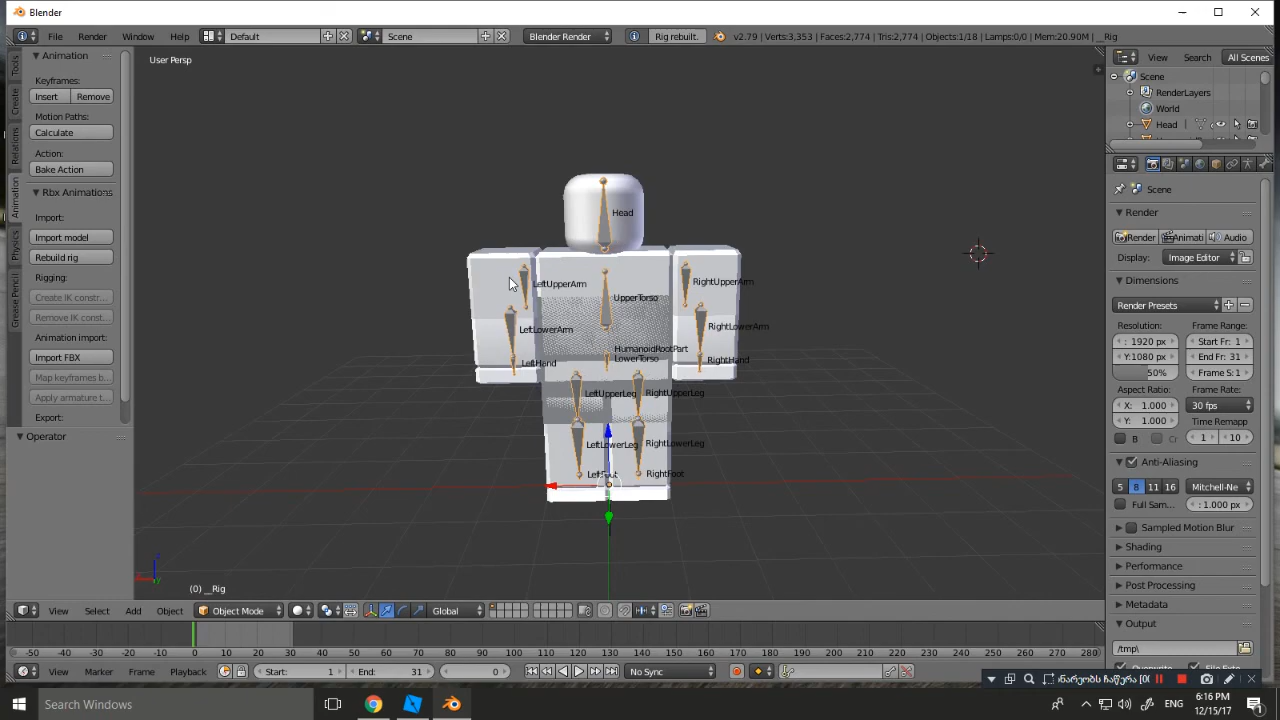 Blender
File Render Window Help Default Scene Blender Render Rig rebuilt. v2.79 | Verts:3,353 | Faces:2,774 | Tris:2,774 | Objects:1/18 | Lamps:0/0 | Mem:20.90M | __Rig
Tools
Create
Relations
Animation
Physics
Grease Pencil
Animation
Keyframes:
Insert Remove
Motion Paths:
Calculate
Action:
Bake Action
Rbx Animations
Import:
Import model
Rebuild rig
Rigging:
Create IK constr...
Remove IK const...
Animation import:
Import FBX
Map keyframes b...
Apply armature t...
Export:
Operator
User Persp
Head
LeftUpperArm
UpperTorso
RightUpperArm
LeftLowerArm
RightLowerArm
HumanoidRootPart
LowerTorso
LeftHand
RightHand
LeftUpperLeg
RightUpperLeg
LeftLowerLeg
RightLowerLeg
RightFoot
(0) __Rig
View Search All Scenes
Scene
RenderLayers
World
Head
Scene
Render
Render Animati Audio
Display: Image Editor
Dimensions
Render Presets
Resolution: Frame Range:
: 1920 px Start Fr: 1
Y:1080 px End Fr: 31
50% Frame S:1
Aspect Ratio: Frame Rate:
X: 1.000 30 fps
Y: 1.000 Time Remapp
B Cr 1 10
Anti-Aliasing
5 8 11 16 Mitchell-Ne
Full Sam... : 1.000 px
Sampled Motion Blur
Shading
Performance
Post Processing
Metadata
Output
/tmp\
View Select Add Object Object Mode Global
-50 -40 -30 -20 -10 0 10 20 30 40 50 60 70 80 90 100 110 120 130 140 150 160 170 180 190 200 210 220 230 240 250 260 270 280
View Marker Frame Playback Start: 1 End: 31 0 No Sync
Search Windows
ENG
6:16 PM
12/15/17